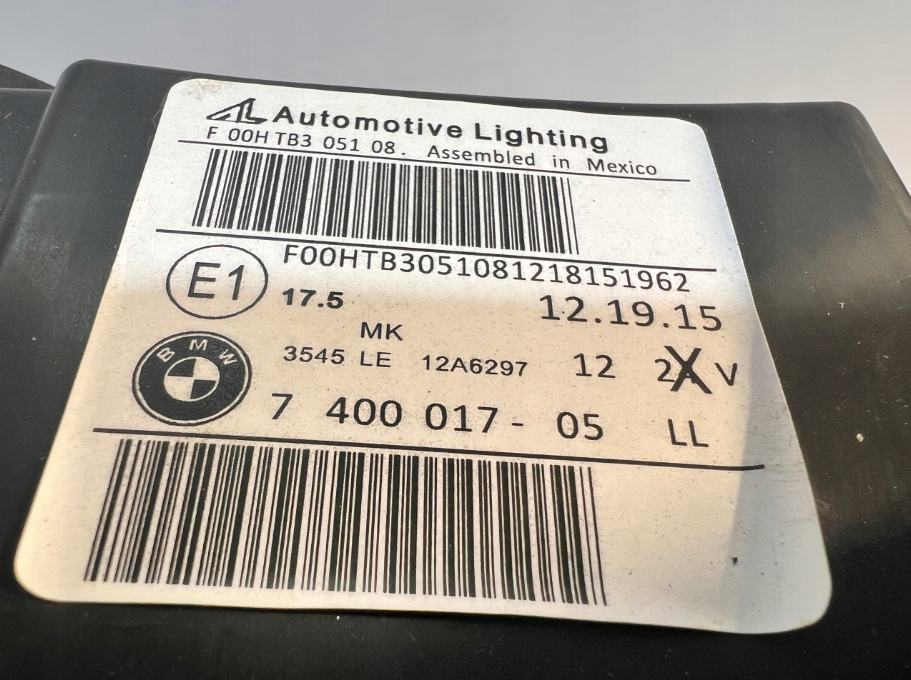 AL Automotive Lighting
F 00H TB3 051 08. Assembled in Mexico
F00HTB3051081218151962
E1 17.5 12.19.15
MK
BMW 3545 LE 12A6297 12 V
7 400 017 - 05 LL